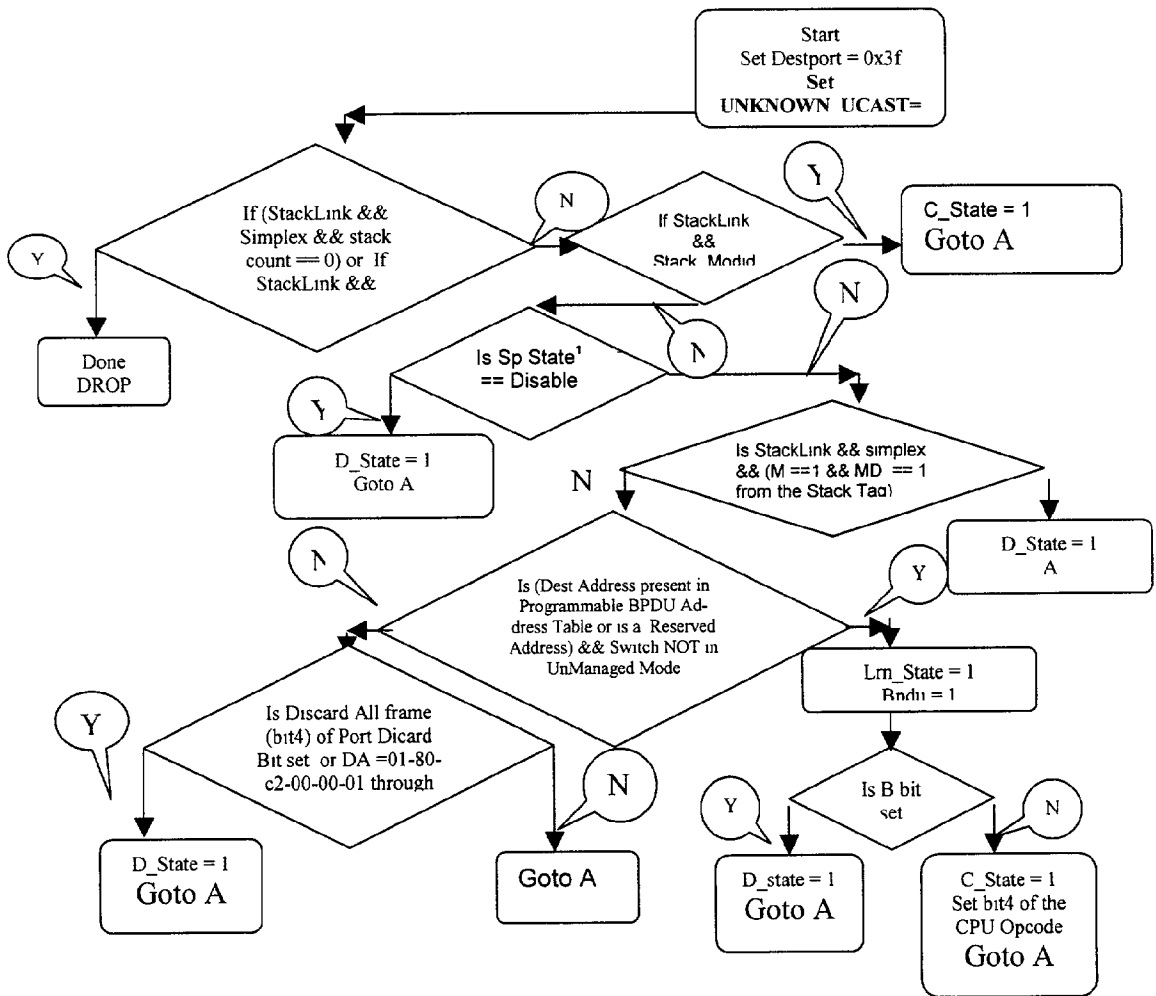 Start
Set Destport = 0x3f
Set
UNKNOWN UCAST=
If (StackLink &&
Simplex && stack
count == 0) or If
StackLink &&
Y
N
If StackLink
&&
Stack Modid
Y
C_State = 1
Goto A
Done
DROP
N
N
Is Sp State¹
== Disable
Y
D_State = 1
Goto A
Is StackLink && simplex
&& (M ==1 && MD == 1
from the Stack Tag)
N
D_State = 1
A
N
Is (Dest Address present in
Programmable BPDU Ad-
dress Table or is a Reserved
Address) && Switch NOT in
UnManaged Mode
Y
Lrn_State = 1
Bpdu = 1
Y
Is Discard All frame
(bit4) of Port Dicard
Bit set or DA =01-80-
c2-00-00-01 through
N
D_State = 1
Goto A
Goto A
Y
Is B bit
set
N
D_state = 1
Goto A
C_State = 1
Set bit4 of the
CPU Opcode
Goto A